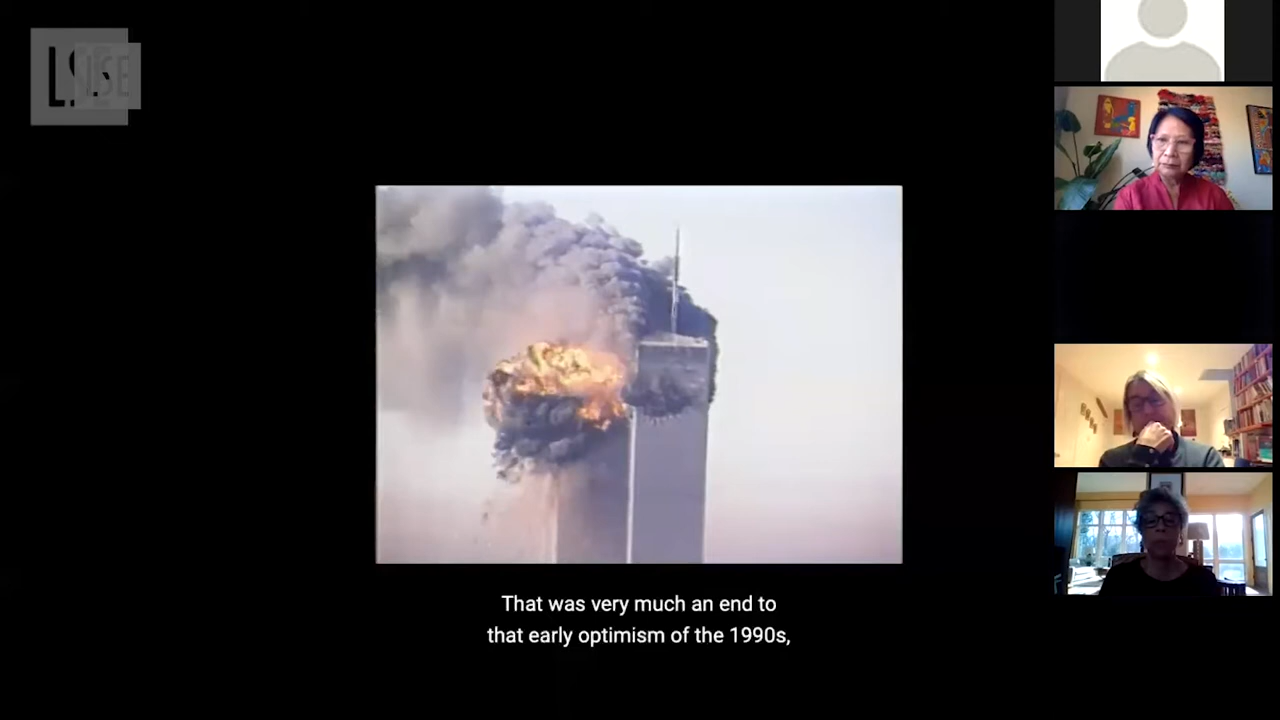 LSE
That was very much an end to
that early optimism of the 1990s,